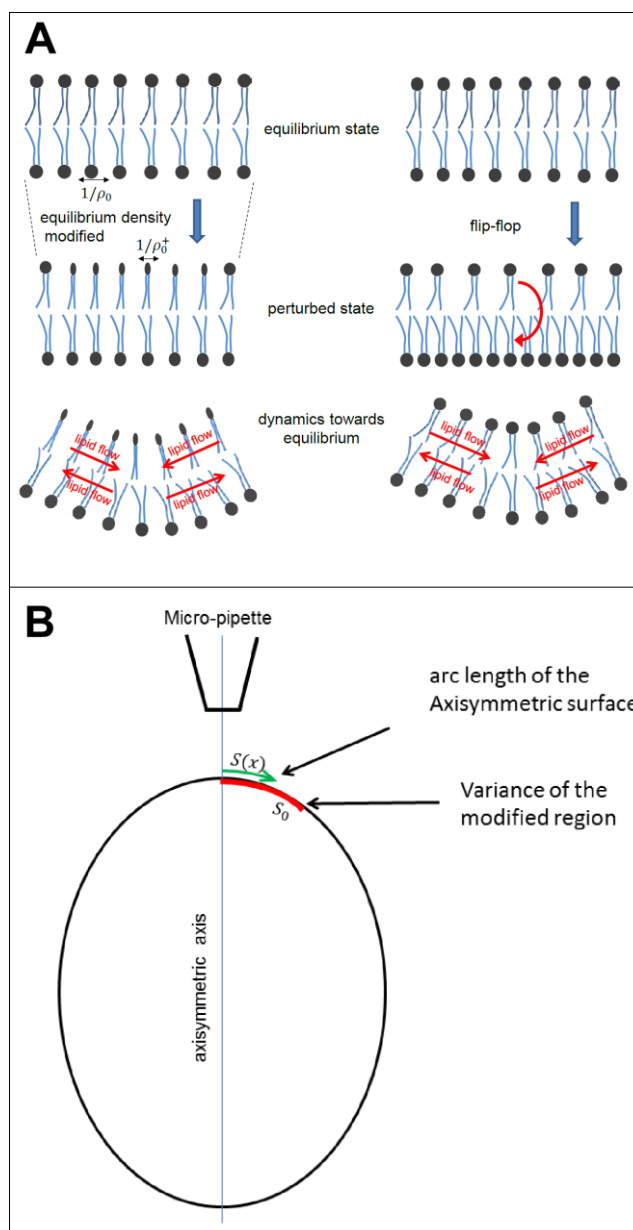 A
equilibrium state
1/ρ₀
equilibrium density
modified
flip-flop
1/ρ₀⁺
perturbed state
dynamics towards
equilibrium
lipid flow
lipid flow
lipid flow
lipid flow
lipid flow
lipid flow
lipid flow
lipid flow
B
Micro-pipette
arc length of the
Axisymmetric surface
S(x)
Variance of the
modified region
S₀
axisymmetric axis